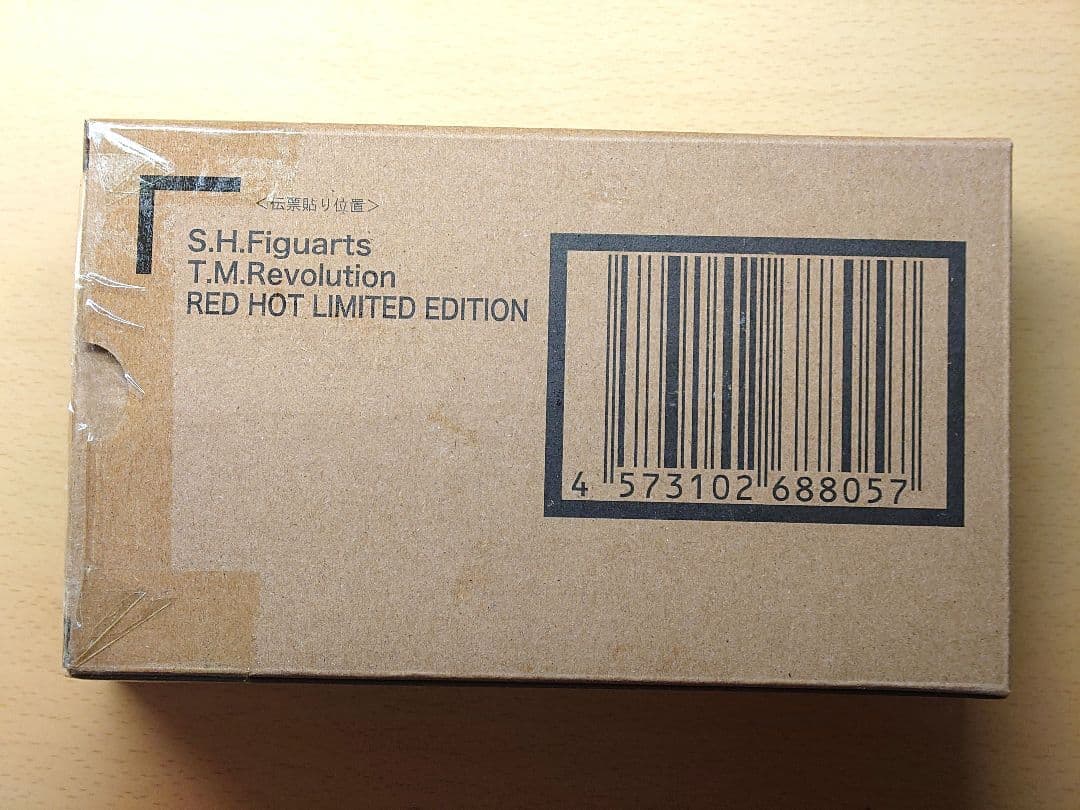 <伝票貼り位置>
S.H.Figuarts
T.M.Revolution
RED HOT LIMITED EDITION
4 573102 688057